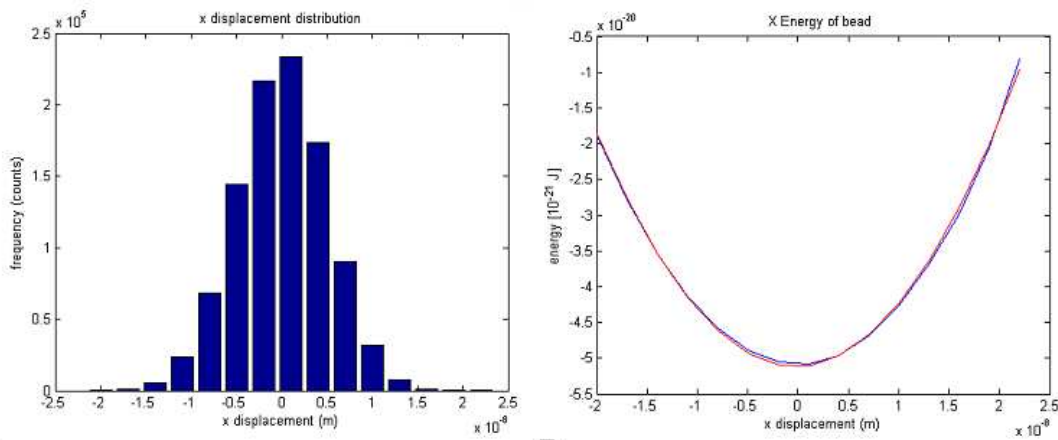 x displacement distribution
x 10⁵
2.5
2
1.5
1
0.5
0
frequency (counts)
-2.5 -2 -1.5 -1 -0.5 0 0.5 1 1.5 2 2.5
x displacement (m)
x 10⁻⁸
X Energy of bead
x 10⁻²⁰
-0.5
-1
-1.5
-2
-2.5
-3
-3.5
-4
-4.5
-5
-5.5
energy [10⁻²¹ J]
-2 -1.5 -1 -0.5 0 0.5 1 1.5 2 2.5
x displacement (m)
x 10⁻⁸